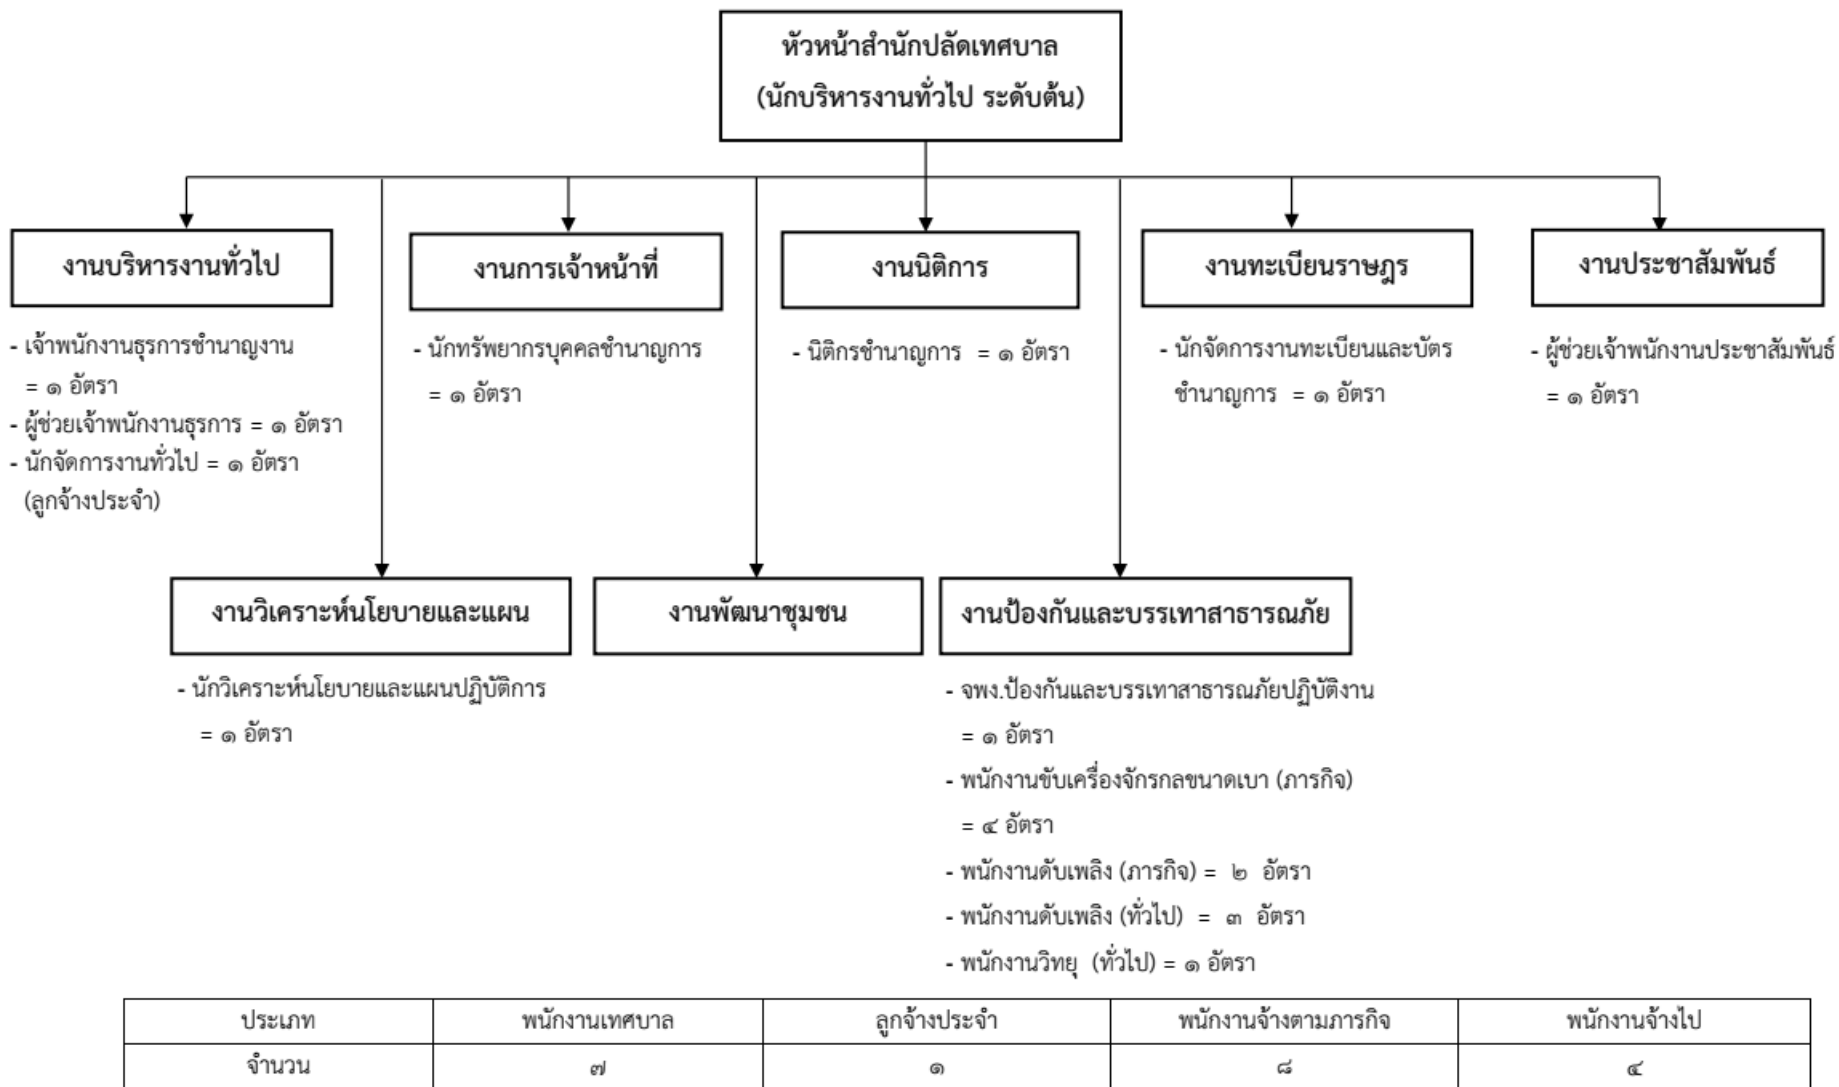 หัวหน้าสำนักปลัดเทศบาล
(นักบริหารงานทั่วไป ระดับต้น)
งานบริหารงานทั่วไป
- เจ้าพนักงานธุรการชำนาญงาน
= ๑ อัตรา
- ผู้ช่วยเจ้าพนักงานธุรการ = ๑ อัตรา
- นักจัดการงานทั่วไป = ๑ อัตรา
(ลูกจ้างประจำ)
งานการเจ้าหน้าที่
- นักทรัพยากรบุคคลชำนาญการ
= ๑ อัตรา
งานนิติการ
- นิติกรชำนาญการ = ๑ อัตรา
งานทะเบียนราษฎร
- นักจัดการงานทะเบียนและบัตร
ชำนาญการ = ๑ อัตรา
งานประชาสัมพันธ์
- ผู้ช่วยเจ้าพนักงานประชาสัมพันธ์
= ๑ อัตรา
งานวิเคราะห์นโยบายและแผน
- นักวิเคราะห์นโยบายและแผนปฏิบัติการ
= ๑ อัตรา
งานพัฒนาชุมชน
งานป้องกันและบรรเทาสาธารณภัย
- จพง.ป้องกันและบรรเทาสาธารณภัยปฏิบัติงาน
= ๑ อัตรา
- พนักงานขับเครื่องจักรกลขนาดเบา (ภารกิจ)
= ๔ อัตรา
- พนักงานดับเพลิง (ภารกิจ) = ๒ อัตรา
- พนักงานดับเพลิง (ทั่วไป) = ๓ อัตรา
- พนักงานวิทยุ (ทั่วไป) = ๑ อัตรา
ประเภท พนักงานเทศบาล ลูกจ้างประจำ พนักงานจ้างตามภารกิจ พนักงานจ้างไป
จำนวน ๗ ๑ ๘ ๔